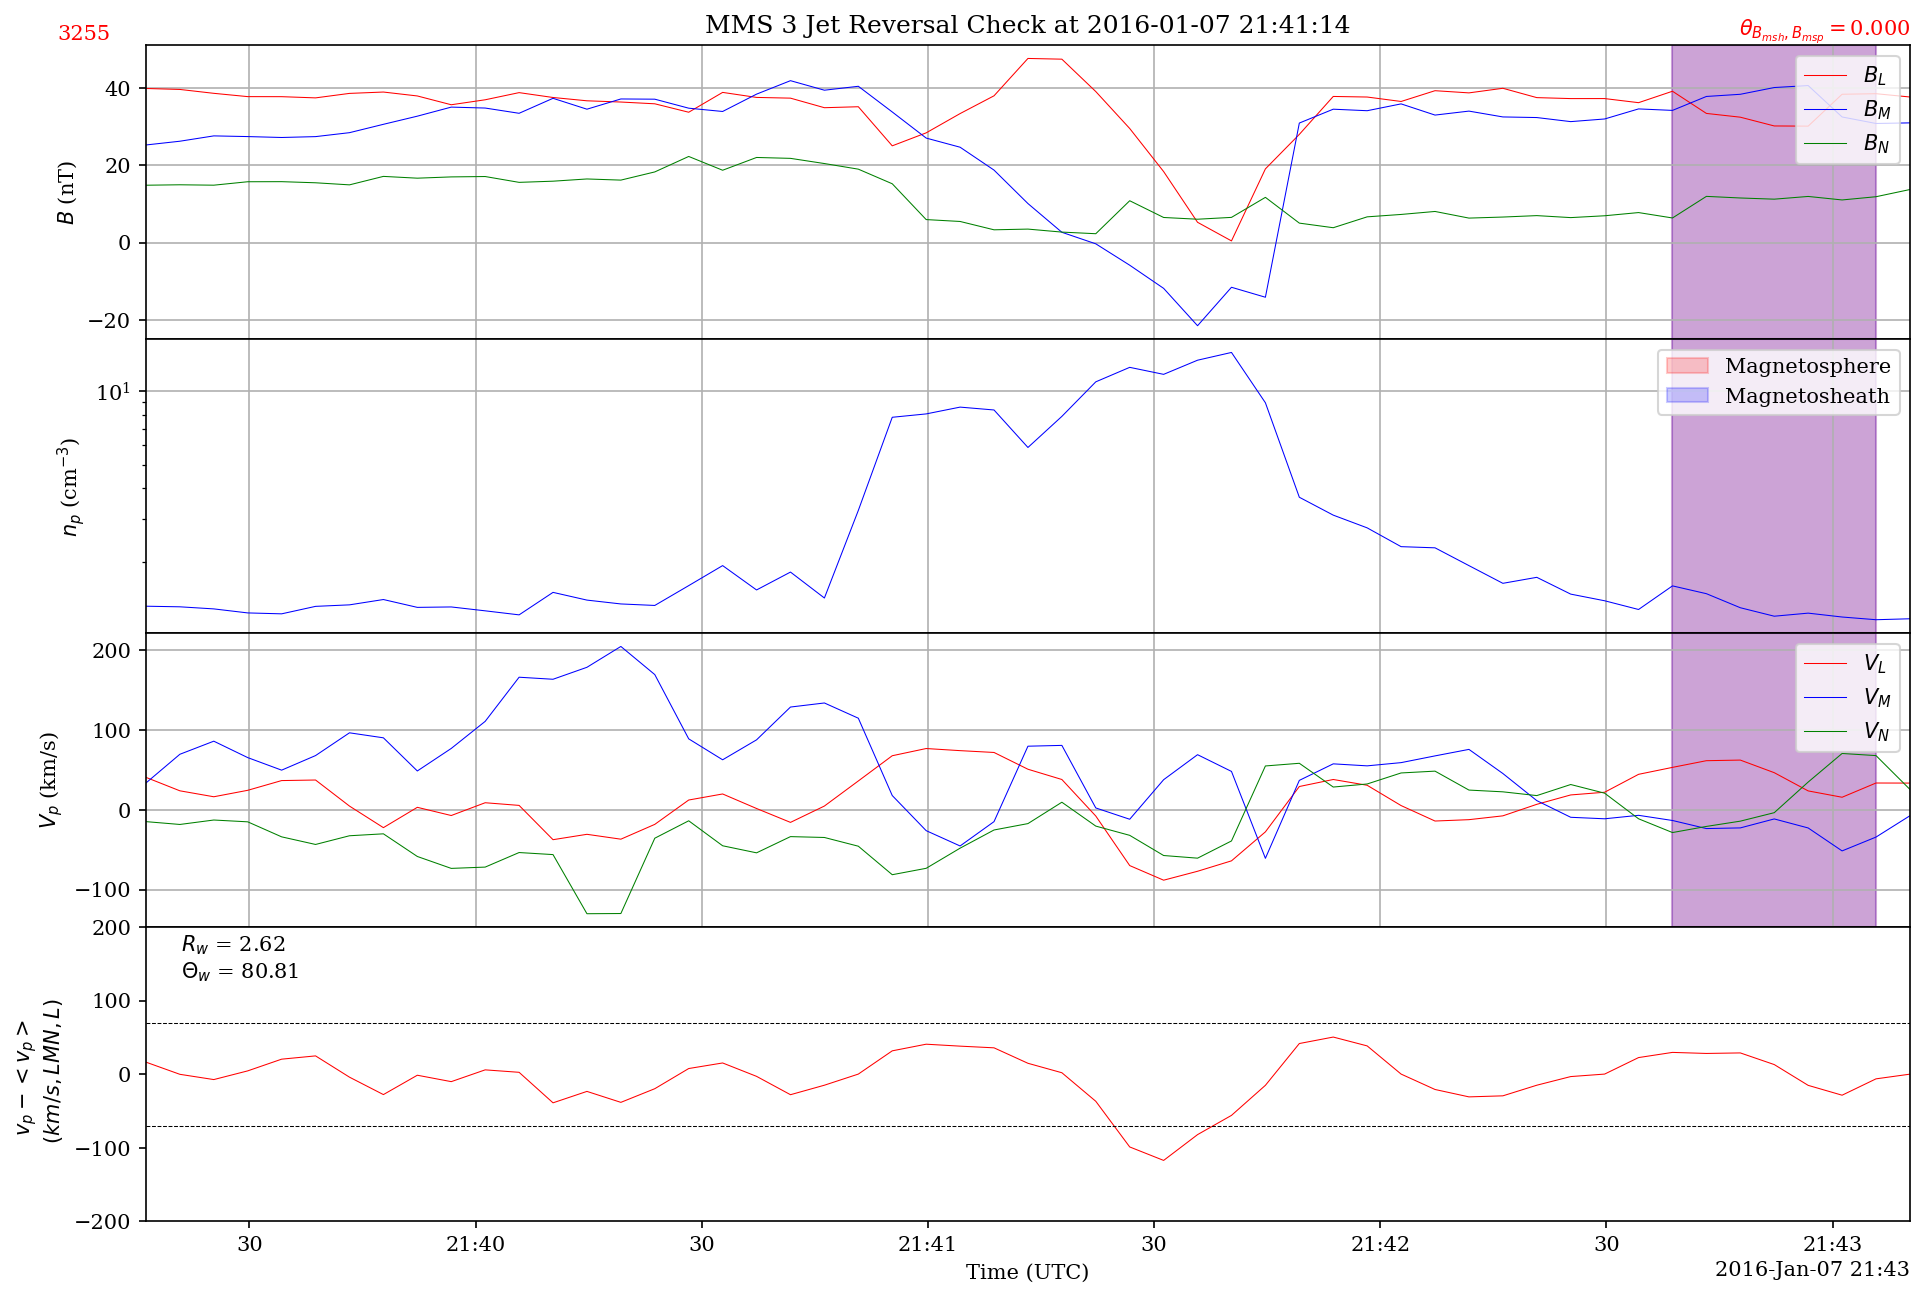 3255
MMS 3 Jet Reversal Check at 2016-01-07 21:41:14
θ_{B_{msh}, B_{msp}} = 0.000
40
20
0
−20
B (nT)
B_L
B_M
B_N
10^1
n_p (cm^{−3})
Magnetosphere
Magnetosheath
200
100
0
−100
V_p (km/s)
V_L
V_M
V_N
200
100
0
−100
−200
v_p − < v_p >
(km/s, LMN, L)
R_w = 2.62
Θ_w = 80.81
30 21:40 30 21:41 30 21:42 30 21:43
Time (UTC)
2016-Jan-07 21:43